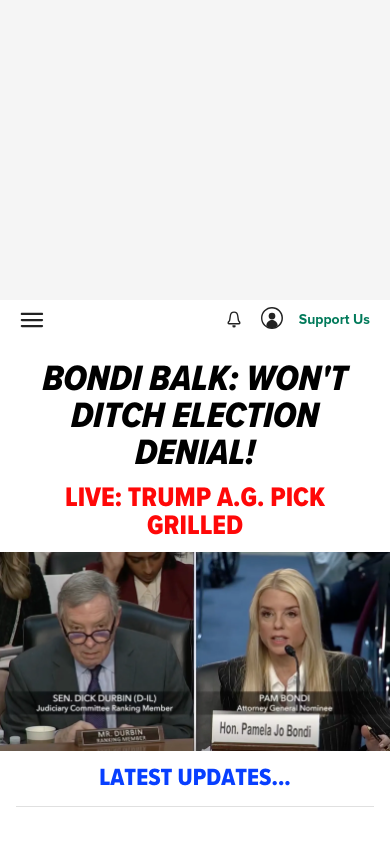 Support Us
BONDI BALK: WON'T
DITCH ELECTION
DENIAL!
LIVE: TRUMP A.G. PICK
GRILLED
SEN. DICK DURBIN (D-IL)
Judiciary Committee Ranking Member
MR. DURBIN
RANKING MEMBER
PAM BONDI
Attorney General Nominee
Hon. Pamela Jo Bondi
LATEST UPDATES...